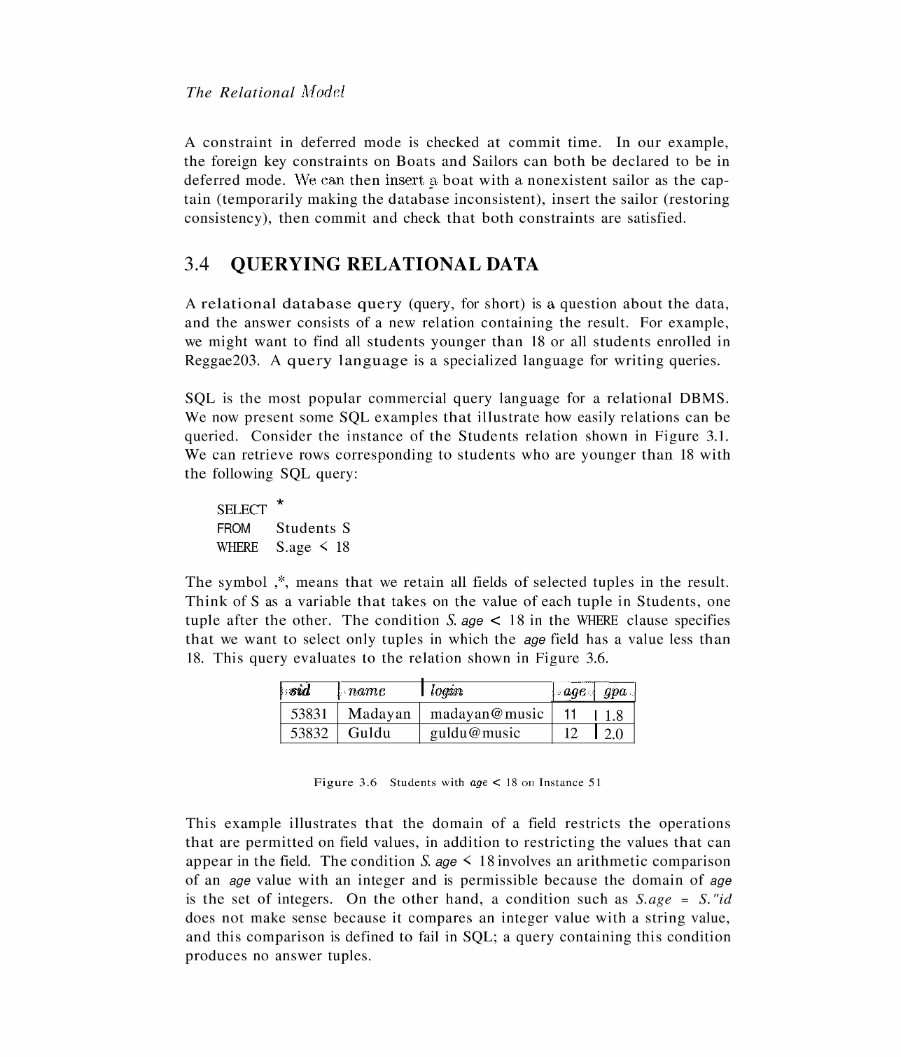 The Relational Model
A constraint in deferred mode is checked at commit time. In our example,
the foreign key constraints on Boats and Sailors can both be declared to be in
deferred mode. We can then insert a boat with a nonexistent sailor as the cap-
tain (temporarily making the database inconsistent), insert the sailor (restoring
consistency), then commit and check that both constraints are satisfied.
3.4 QUERYING RELATIONAL DATA
A relational database query (query, for short) is a question about the data,
and the answer consists of a new relation containing the result. For example,
we might want to find all students younger than 18 or all students enrolled in
Reggae203. A query language is a specialized language for writing queries.
SQL is the most popular commercial query language for a relational DBMS.
We now present some SQL examples that illustrate how easily relations can be
queried. Consider the instance of the Students relation shown in Figure 3.1.
We can retrieve rows corresponding to students who are younger than 18 with
the following SQL query:
SELECT *
FROM Students S
WHERE S.age < 18
The symbol ,*, means that we retain all fields of selected tuples in the result.
Think of S as a variable that takes on the value of each tuple in Students, one
tuple after the other. The condition S. age < 18 in the WHERE clause specifies
that we want to select only tuples in which the age field has a value less than
18. This query evaluates to the relation shown in Figure 3.6.
sid name login age gpa
53831 Madayan madayan@music 11 1.8
53832 Guldu guldu@music 12 2.0
Figure 3.6 Students with age < 18 on Instance 51
This example illustrates that the domain of a field restricts the operations
that are permitted on field values, in addition to restricting the values that can
appear in the field. The condition S. age < 18 involves an arithmetic comparison
of an age value with an integer and is permissible because the domain of age
is the set of integers. On the other hand, a condition such as S.age = S."id
does not make sense because it compares an integer value with a string value,
and this comparison is defined to fail in SQL; a query containing this condition
produces no answer tuples.